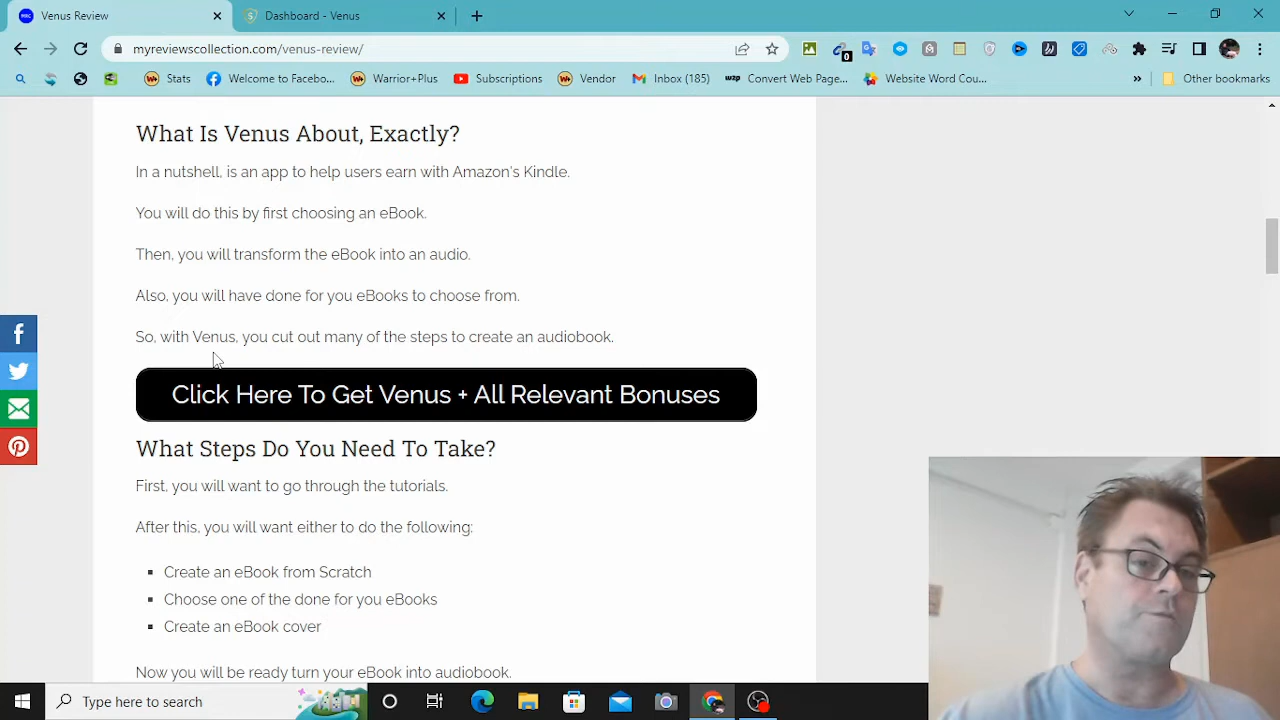 Venus Review
Dashboard - Venus
myreviewscollection.com/venus-review/
0
Stats
Welcome to Facebo...
Warrior+Plus
Subscriptions
Vendor
Inbox (185)
W2P
Convert Web Page...
Website Word Cou...
Other bookmarks
What Is Venus About, Exactly?
In a nutshell, is an app to help users earn with Amazon's Kindle.
You will do this by first choosing an eBook.
Then, you will transform the eBook into an audio.
Also, you will have done for you eBooks to choose from.
So, with Venus, you cut out many of the steps to create an audiobook.
Click Here To Get Venus + All Relevant Bonuses
What Steps Do You Need To Take?
First, you will want to go through the tutorials.
After this, you will want either to do the following:
Create an eBook from Scratch
Choose one of the done for you eBooks
Create an eBook cover
Now you will be ready turn your eBook into audiobook.
Type here to search